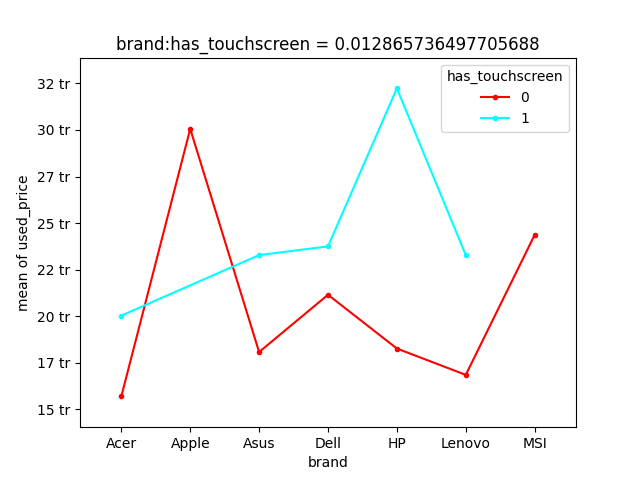 brand:has_touchscreen = 0.012865736497705688
has_touchscreen
0
1
mean of used_price
32 tr
30 tr
27 tr
25 tr
22 tr
20 tr
17 tr
15 tr
Acer Apple Asus Dell HP Lenovo MSI
brand